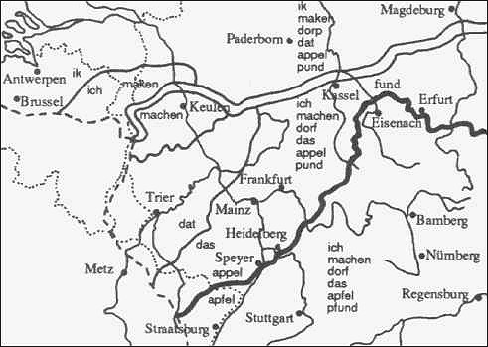 ik
maken
dorp
dat
appel
pund
Magdeburg
Paderborn
Antwerpen
ik
ich
maken
machen
Brussel
Keulen
Kassel
fund
Erfurt
Eisenach
ich
machen
dorf
das
appel
pund
Frankfurt
Trier
Mainz
dat
das
Heidelberg
Speyer
appel
apfel
Metz
Straatsburg
Stuttgart
ich
machen
dorf
das
apfel
pfund
Bamberg
Nürnberg
Regensburg